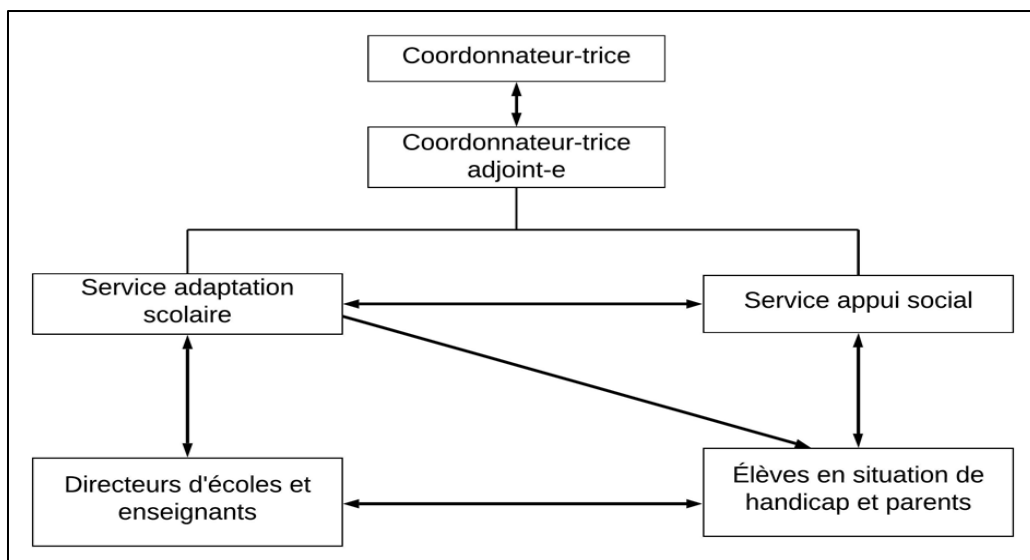 Coordonnateur-trice
Coordonnateur-trice
adjoint-e
Service adaptation
scolaire
Service appui social
Directeurs d'écoles et
enseignants
Élèves en situation de
handicap et parents